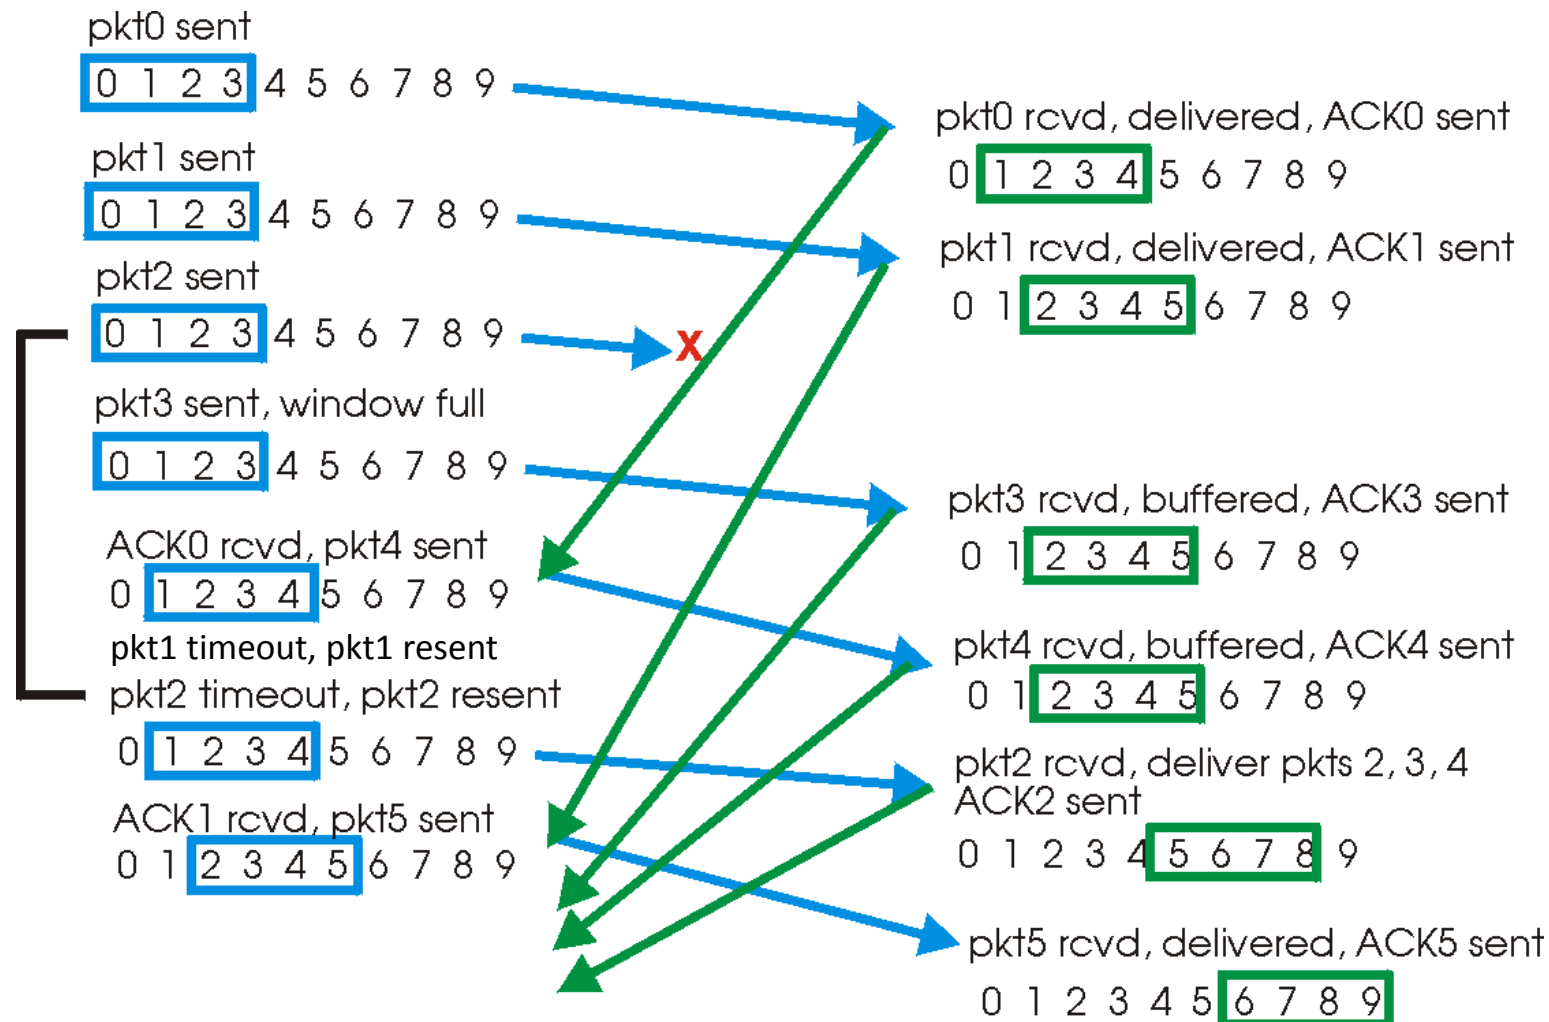 pkt0 sent
0 1 2 3 4 5 6 7 8 9
pkt1 sent
0 1 2 3 4 5 6 7 8 9
pkt2 sent
0 1 2 3 4 5 6 7 8 9
X
pkt3 sent, window full
0 1 2 3 4 5 6 7 8 9
ACK0 rcvd, pkt4 sent
0 1 2 3 4 5 6 7 8 9
pkt1 timeout, pkt1 resent
pkt2 timeout, pkt2 resent
0 1 2 3 4 5 6 7 8 9
ACK1 rcvd, pkt5 sent
0 1 2 3 4 5 6 7 8 9
pkt0 rcvd, delivered, ACK0 sent
0 1 2 3 4 5 6 7 8 9
pkt1 rcvd, delivered, ACK1 sent
0 1 2 3 4 5 6 7 8 9
pkt3 rcvd, buffered, ACK3 sent
0 1 2 3 4 5 6 7 8 9
pkt4 rcvd, buffered, ACK4 sent
0 1 2 3 4 5 6 7 8 9
pkt2 rcvd, deliver pkts 2, 3, 4
ACK2 sent
0 1 2 3 4 5 6 7 8 9
pkt5 rcvd, delivered, ACK5 sent
0 1 2 3 4 5 6 7 8 9